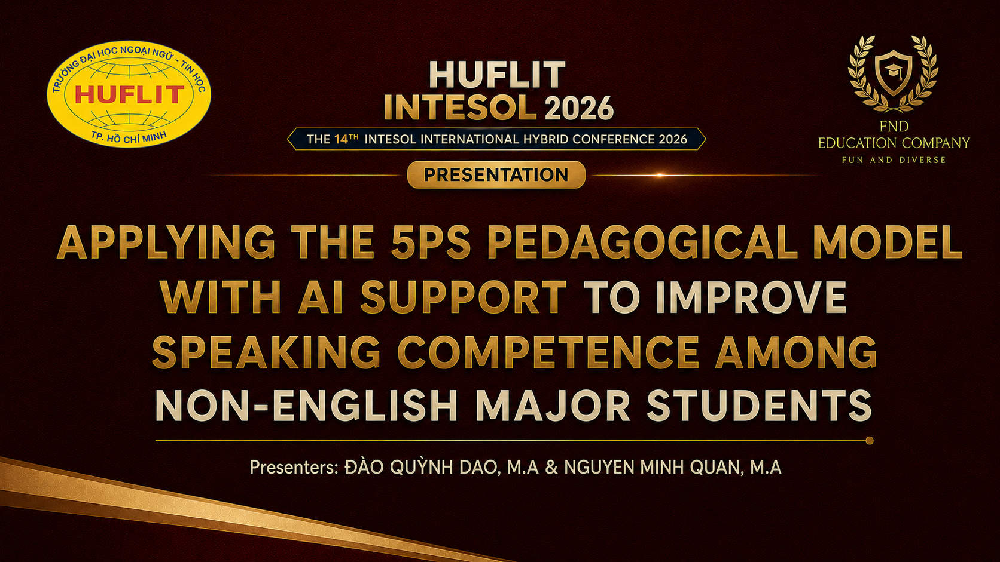 TRƯỜNG ĐẠI HỌC NGOẠI NGỮ - TIN HỌC
HUFLIT
TP. HỒ CHÍ MINH
HUFLIT
INTESOL 2026
THE 14TH INTESOL INTERNATIONAL HYBRID CONFERENCE 2026
PRESENTATION
FND
EDUCATION COMPANY
FUN AND DIVERSE
APPLYING THE 5PS PEDAGOGICAL MODEL
WITH AI SUPPORT TO IMPROVE
SPEAKING COMPETENCE AMONG
NON-ENGLISH MAJOR STUDENTS
Presenters: ĐÀO QUỲNH DAO, M.A & NGUYEN MINH QUAN, M.A